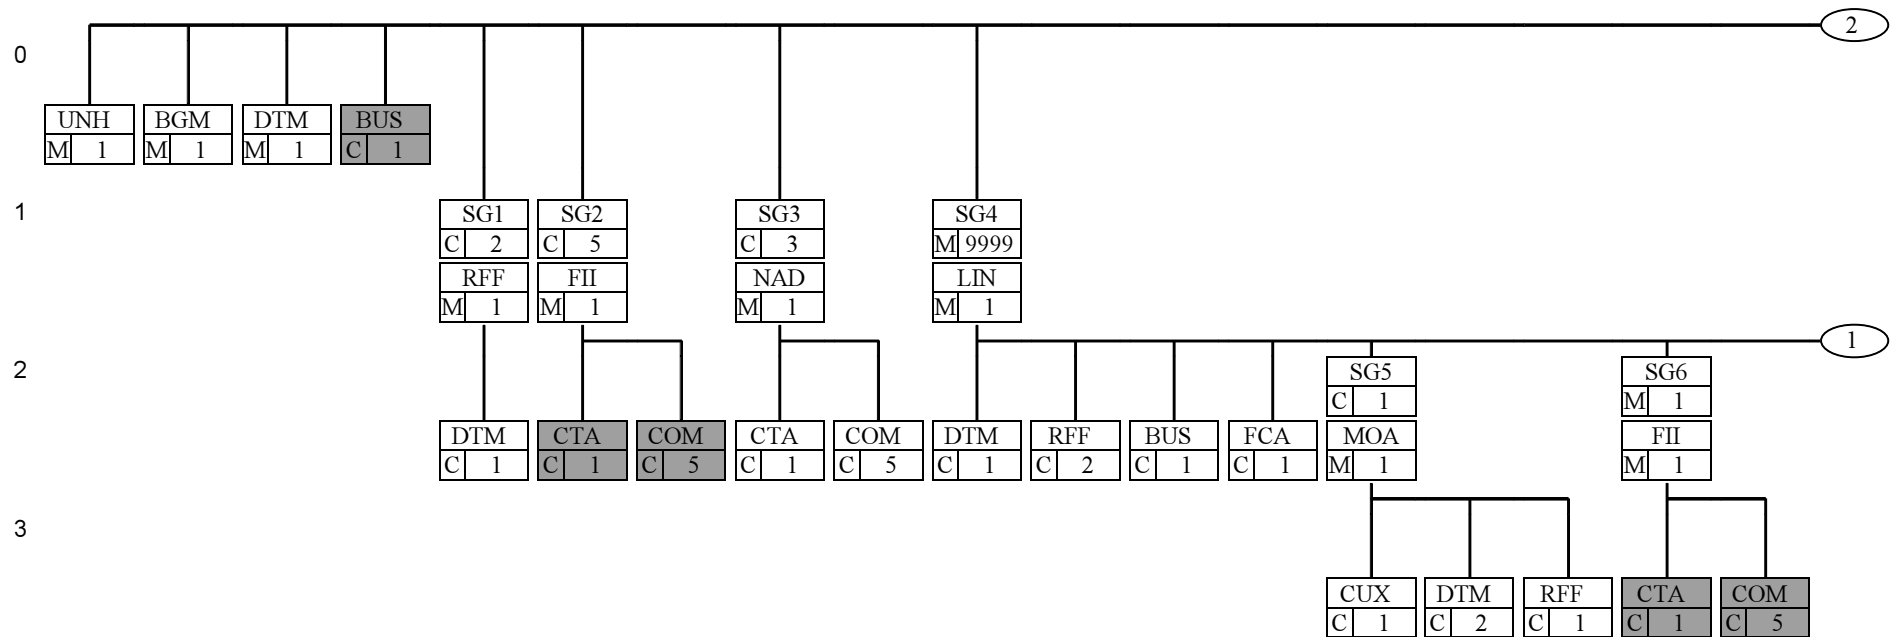 2
0
UNH BGM DTM BUS
M 1 M 1 M 1 C 1
1
SG1 SG2 SG3 SG4
C 2 C 5 C 3 M 9999
RFF FII NAD LIN
M 1 M 1 M 1 M 1
1
2
SG5 SG6
C 1 M 1
DTM CTA COM CTA COM DTM RFF BUS FCA MOA FII
C 1 C 1 C 5 C 1 C 5 C 1 C 2 C 1 C 1 M 1 M 1
3
CUX DTM RFF CTA COM
C 1 C 2 C 1 C 1 C 5